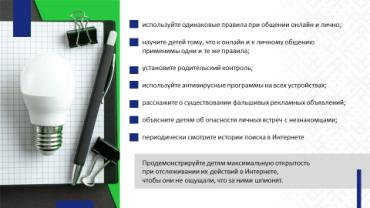 используйте одинаковые правила при общении онлайн и лично;
научите детей тому, что к онлайн и к личному общению
применимы одни и те же правила;
установите родительский контроль;
используйте антивирусные программы на всех устройствах;
расскажите о существовании фальшивых рекламных объявлений;
объясните детям об опасности личных встреч с незнакомцами;
периодически смотрите истории поиска в Интернете
Продемонстрируйте детям максимальную открытость
при отслеживании их действий в Интернете,
чтобы они не ощущали, что за ними шпионят.